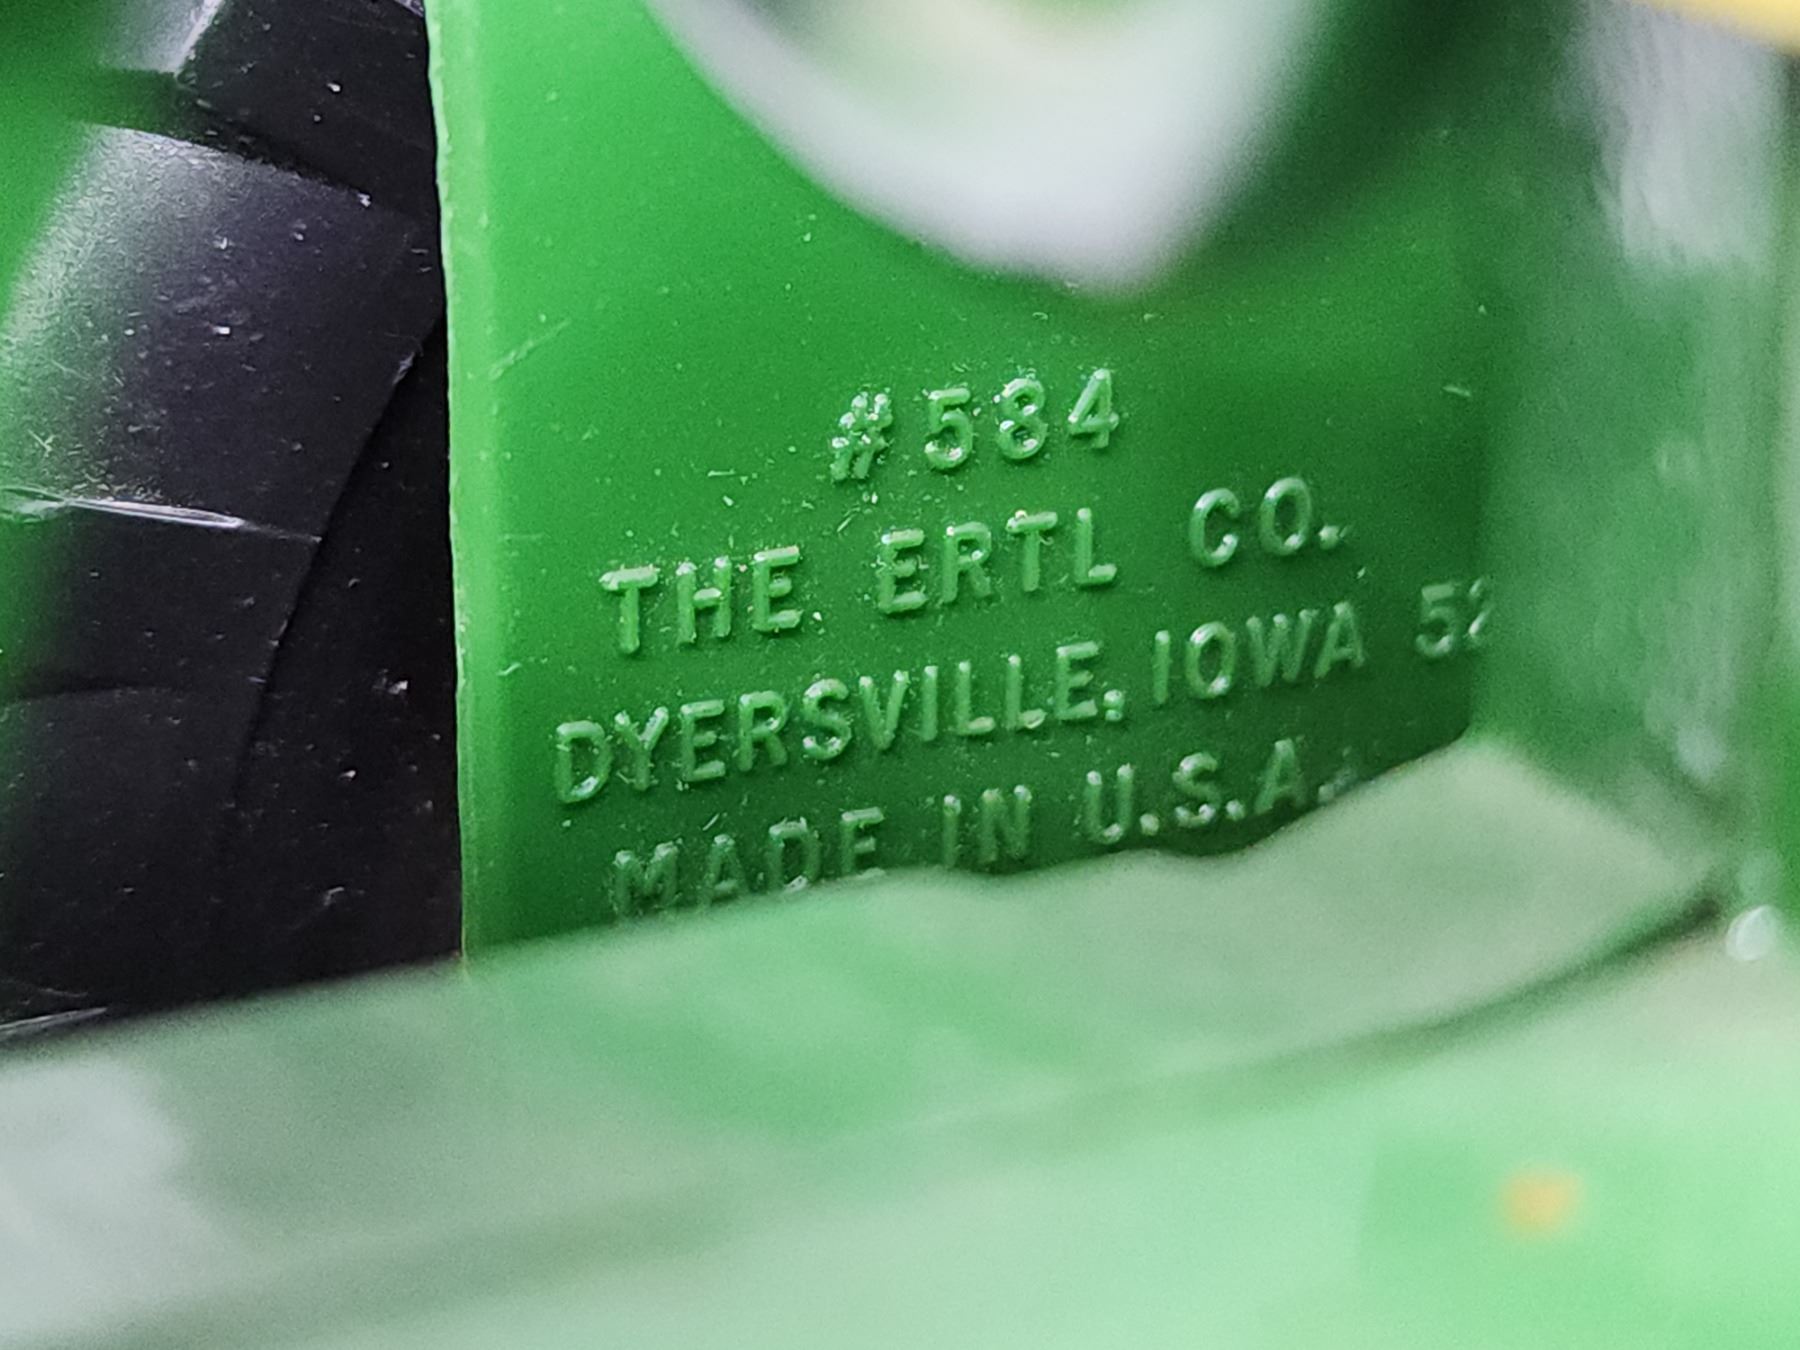 #584
THE ERTL CO.
DYERSVILLE, IOWA 52
MADE IN U.S.A.